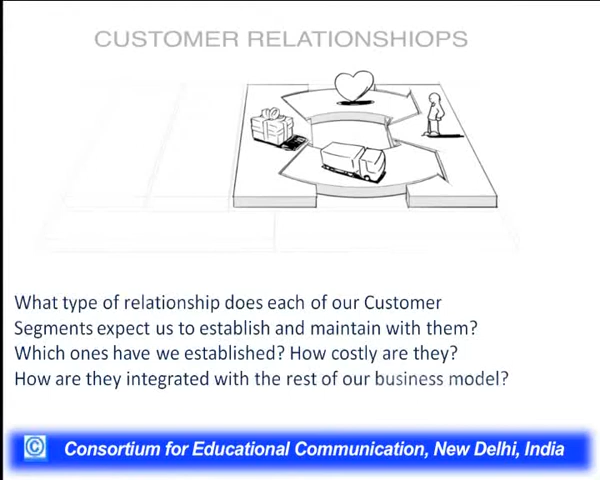 CUSTOMER RELATIONSHIOPS
What type of relationship does each of our Customer
Segments expect us to establish and maintain with them?
Which ones have we established? How costly are they?
How are they integrated with the rest of our business model?
© Consortium for Educational Communication, New Delhi, India